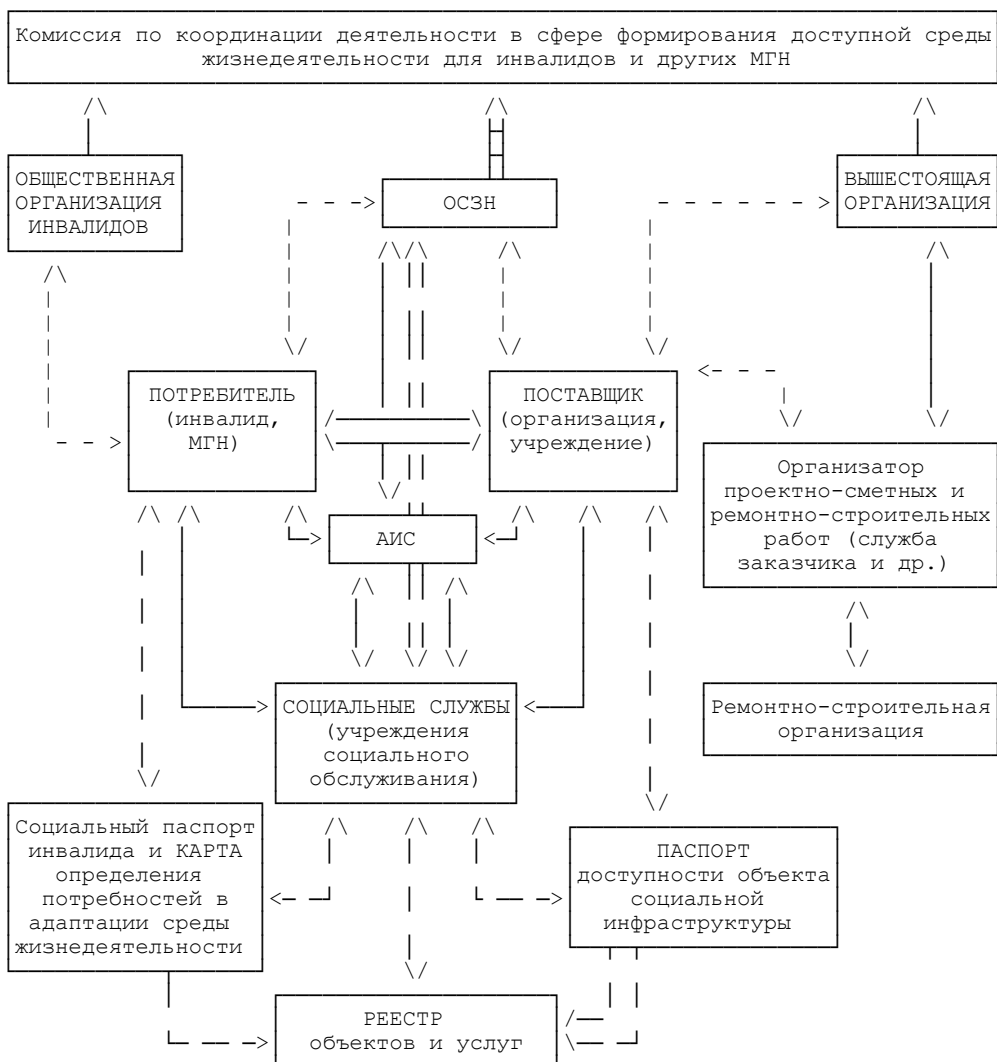 Комиссия по координации деятельности в сфере формирования доступной среды
жизнедеятельности для инвалидов и других МГН
ОБЩЕСТВЕННАЯ
ОРГАНИЗАЦИЯ
ИНВАЛИДОВ
ОСЗН
ВЫШЕСТОЯЩАЯ
ОРГАНИЗАЦИЯ
ПОТРЕБИТЕЛЬ
(инвалид,
МГН)
ПОСТАВЩИК
(организация,
учреждение)
Организатор
проектно-сметных и
ремонтно-строительных
работ (служба
заказчика и др.)
АИС
СОЦИАЛЬНЫЕ СЛУЖБЫ
(учреждения
социального
обслуживания)
Ремонтно-строительная
организация
Социальный паспорт
инвалида и КАРТА
определения
потребностей в
адаптации среды
жизнедеятельности
ПАСПОРТ
доступности объекта
социальной
инфраструктуры
РЕЕСТР
объектов и услуг